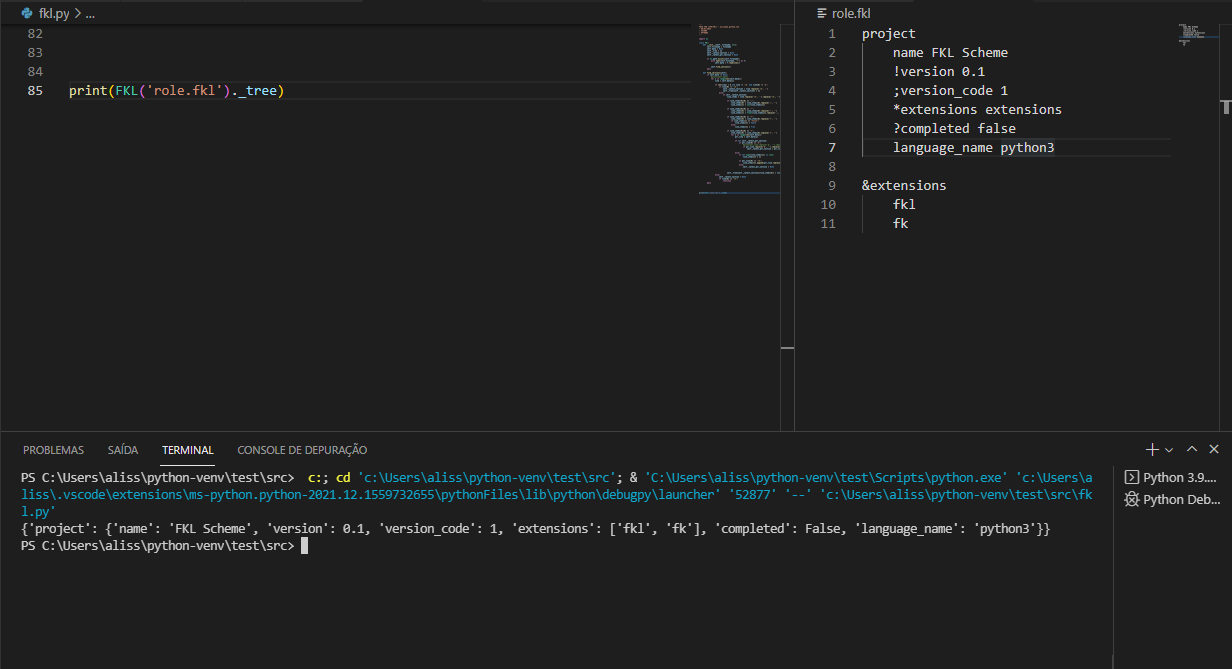 fkl.py > ...
82
83
84
85 print(FKL('role.fkl')._tree)
role.fkl
1 project
2 name FKL Scheme
3 !version 0.1
4 ;version_code 1
5 *extensions extensions
6 ?completed false
7 language_name python3
8
9 &extensions
10 fkl
11 fk
PROBLEMAS SAÍDA TERMINAL CONSOLE DE DEPURAÇÃO
PS C:\Users\aliss\python-venv\test\src>  c:; cd 'c:\Users\aliss\python-venv\test\src'; & 'C:\Users\aliss\python-venv\test\Scripts\python.exe' 'c:\Users\a
liss\.vscode\extensions\ms-python.python-2021.12.1559732655\pythonFiles\lib\python\debugpy\launcher' '52877' '--' 'c:\Users\aliss\python-venv\test\src\fk
l.py'
{'project': {'name': 'FKL Scheme', 'version': 0.1, 'version_code': 1, 'extensions': ['fkl', 'fk'], 'completed': False, 'language_name': 'python3'}}
PS C:\Users\aliss\python-venv\test\src>
Python 3.9....
Python Deb...